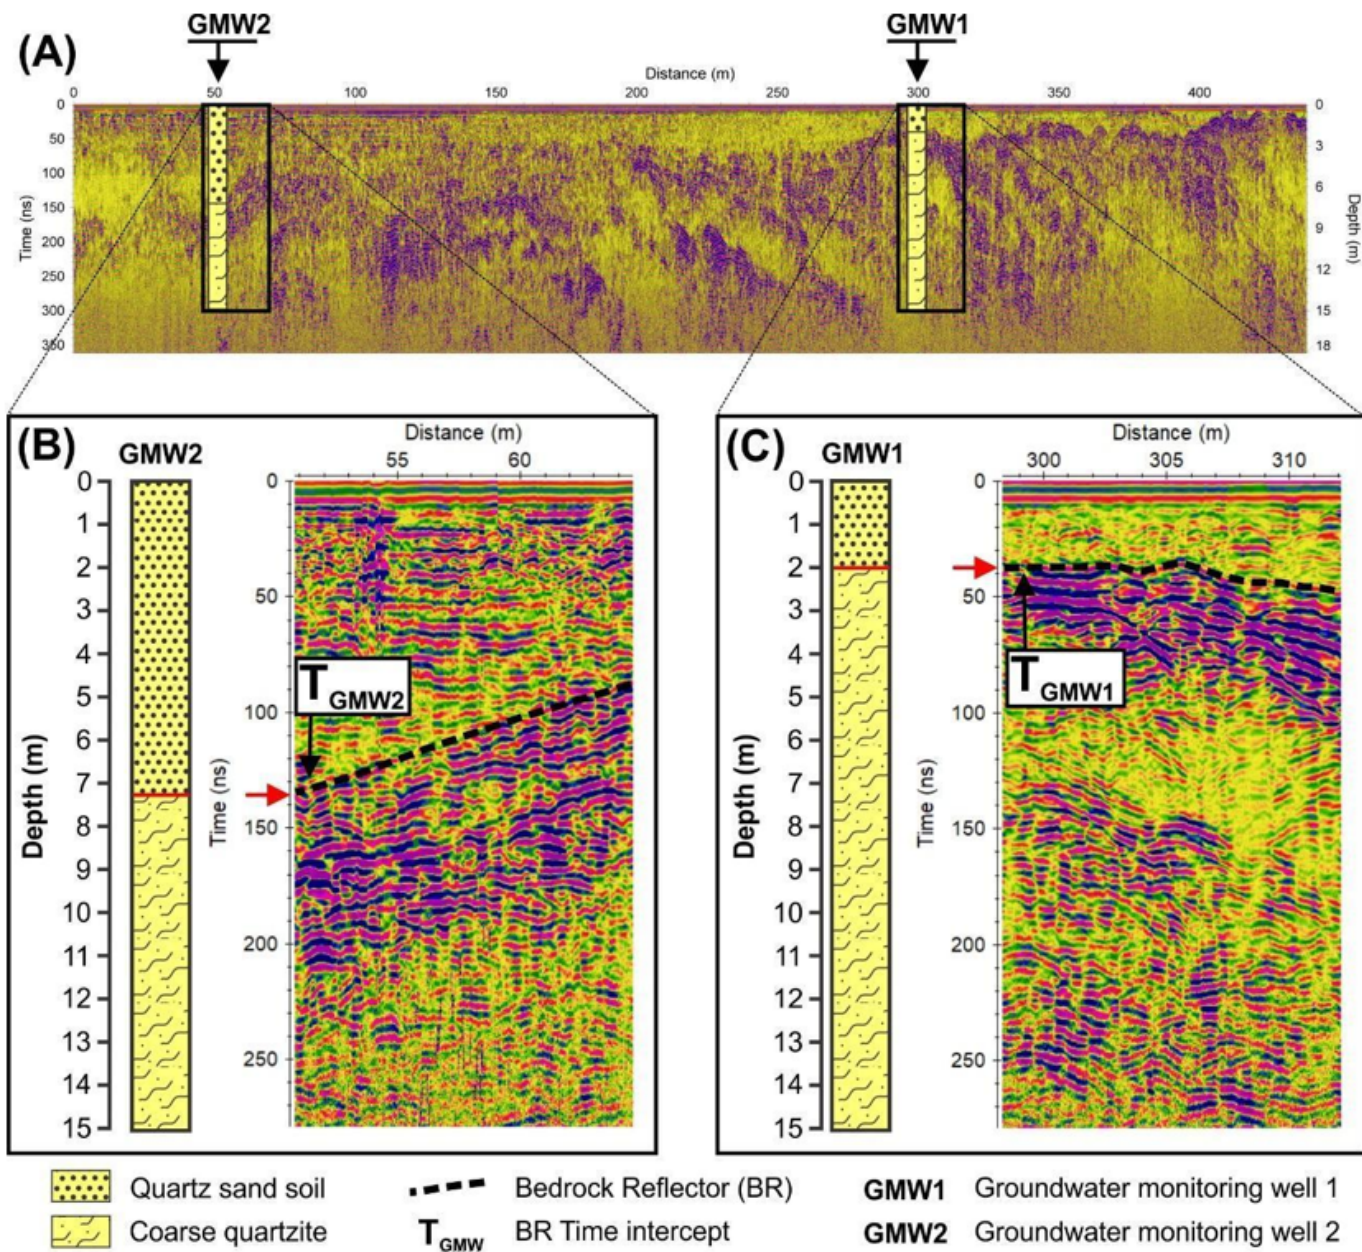 GMW2
GMW1
(A)
Distance (m)
0 50 100 150 200 250 300 350 400
0
50
100
150
200
250
300
350
Time (ns)
0
3
6
9
12
15
18
Depth (m)
(B)
GMW2
Distance (m)
55 60
0
1
2
3
4
5
6
7
8
9
10
11
12
13
14
15
Depth (m)
0
50
100
150
200
250
Time (ns)
T GMW2
(C)
GMW1
Distance (m)
300 305 310
0
1
2
3
4
5
6
7
8
9
10
11
12
13
14
15
Depth (m)
0
50
100
150
200
250
Time (ns)
T GMW1
Quartz sand soil
Bedrock Reflector (BR)
GMW1 Groundwater monitoring well 1
Coarse quartzite
T GMW BR Time intercept
GMW2 Groundwater monitoring well 2